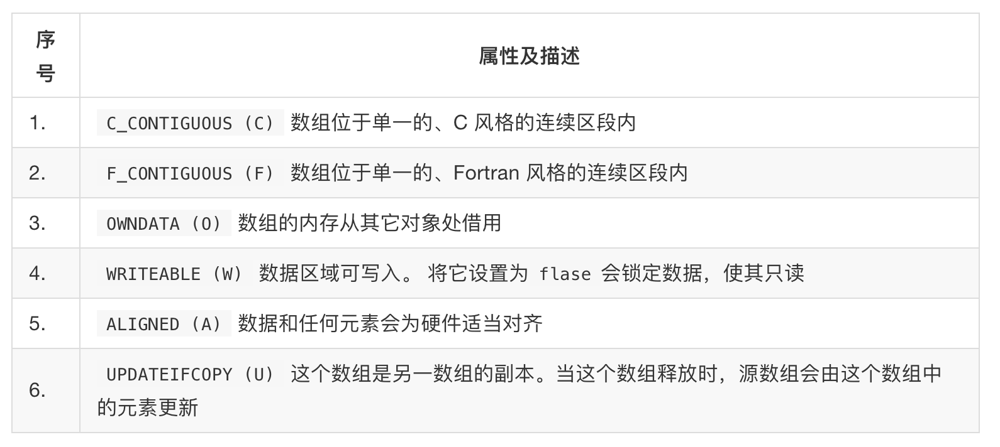 序
号
属性及描述
1.
C_CONTIGUOUS (C) 数组位于单一的、C 风格的连续区段内
2.
F_CONTIGUOUS (F) 数组位于单一的、Fortran 风格的连续区段内
3.
OWNDATA (O) 数组的内存从其它对象处借用
4.
WRITEABLE (W) 数据区域可写入。 将它设置为 flase 会锁定数据，使其只读
5.
ALIGNED (A) 数据和任何元素会为硬件适当对齐
6.
UPDATEIFCOPY (U) 这个数组是另一数组的副本。当这个数组释放时，源数组会由这个数组中
的元素更新